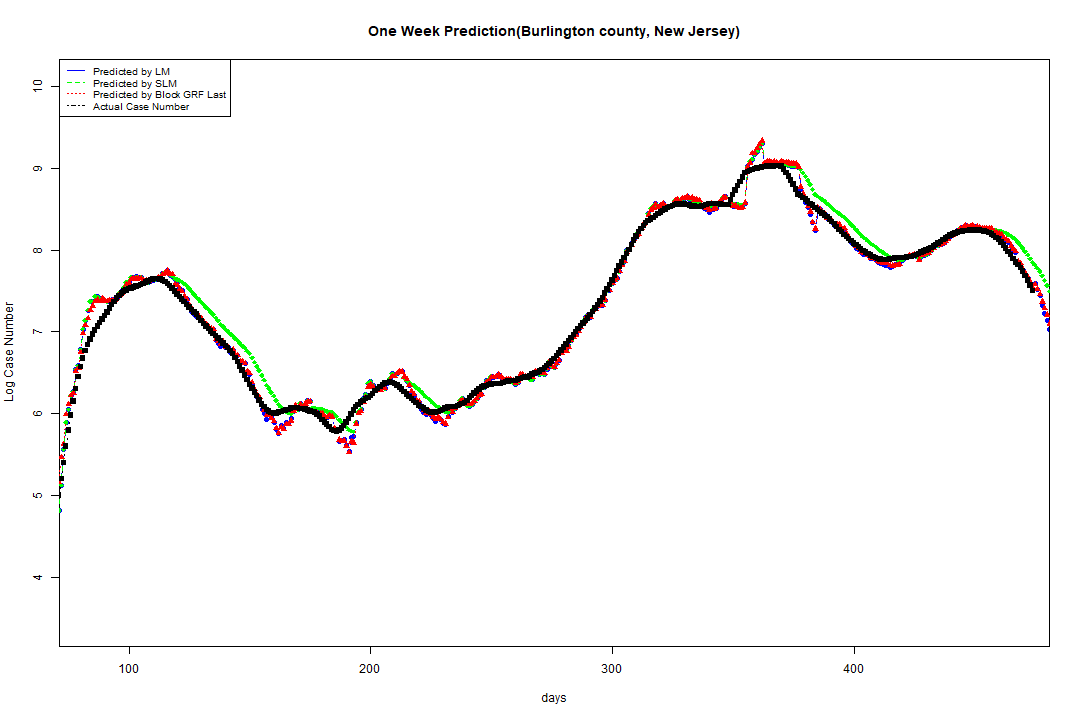 One Week Prediction(Burlington county, New Jersey)
Predicted by LM
Predicted by SLM
Predicted by Block GRF Last
Actual Case Number
10
9
8
7
6
5
4
Log Case Number
100 200 300 400
days